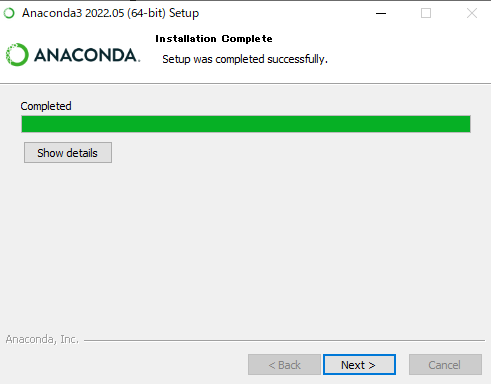 Anaconda3 2022.05 (64-bit) Setup
Installation Complete
Setup was completed successfully.
ANACONDA.
Completed
Show details
Anaconda, Inc.
< Back
Next >
Cancel